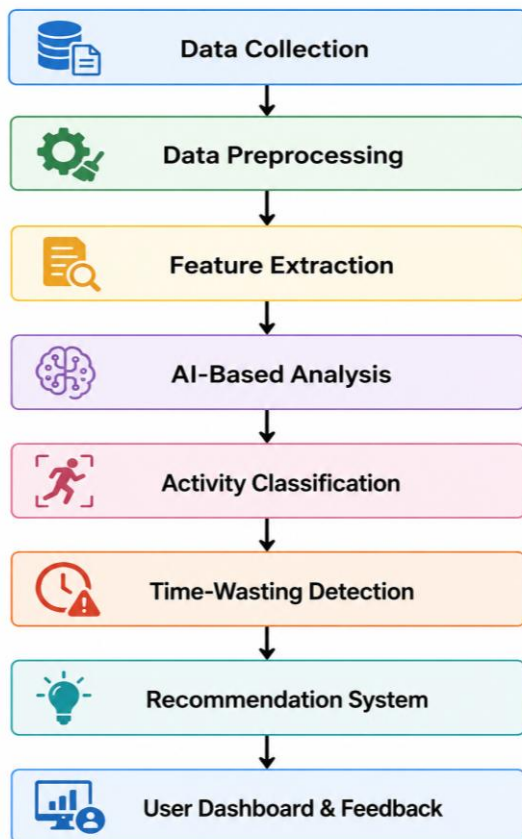 Data Collection
Data Preprocessing
Feature Extraction
AI-Based Analysis
Activity Classification
Time-Wasting Detection
Recommendation System
User Dashboard & Feedback